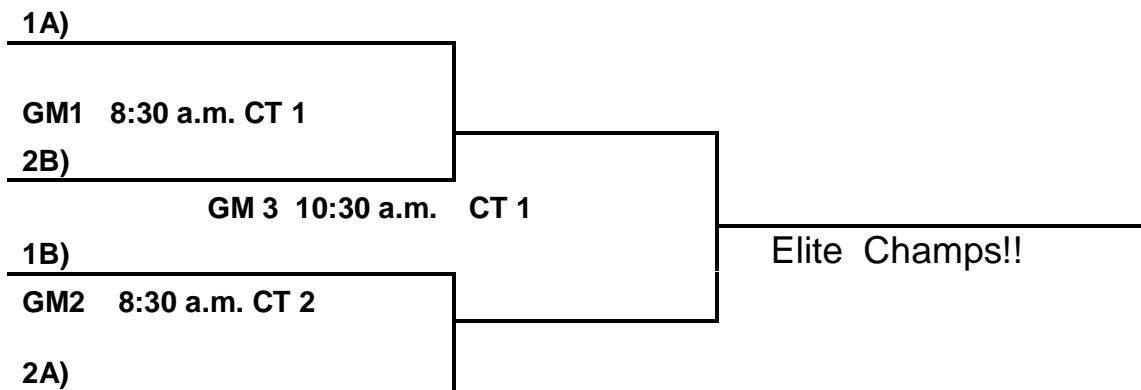 1A)
GM1 8:30 a.m. CT 1
2B)
GM 3 10:30 a.m. CT 1
1B)
Elite Champs!!
GM2 8:30 a.m. CT 2
2A)